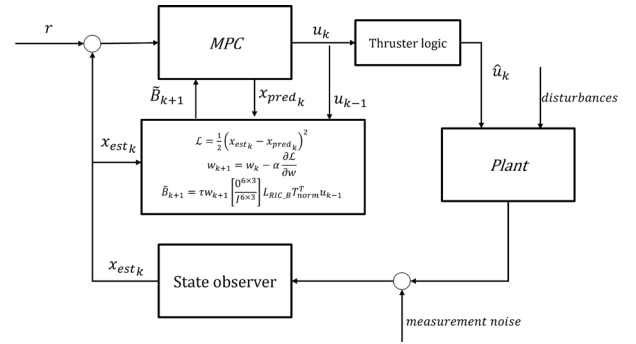 r
MPC
u_k
Thruster logic
û_k
disturbances
B̃_{k+1}
x_{pred_k}
u_{k−1}
x_{est_k}
ℒ = ½(x_{est_k} − x_{pred_k})²
w_{k+1} = w_k − α ∂ℒ/∂w
B̃_{k+1} = τw_{k+1} [0^{6×3}/I^{6×3}] L_{RIC_B} T^T_{norm} u_{k−1}
Plant
x_{est_k}
State observer
measurement noise